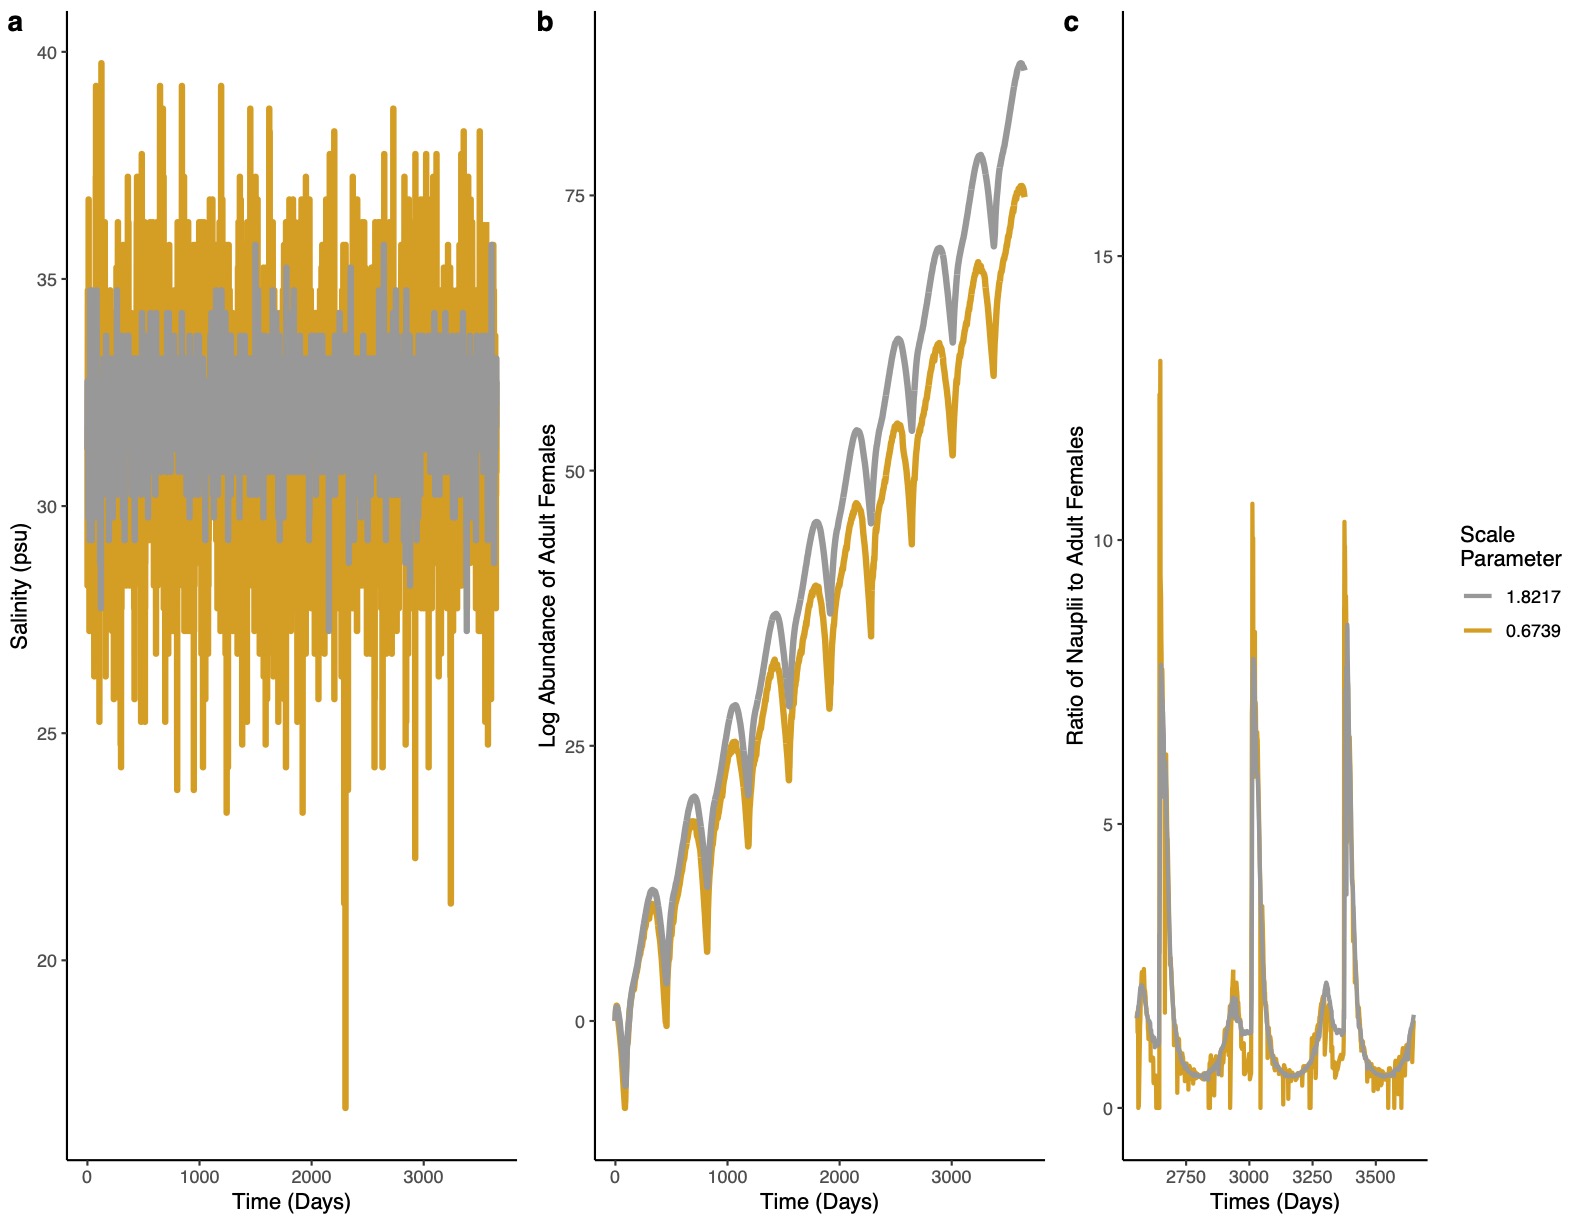 a
Salinity (psu)
40
35
30
25
20
0 1000 2000 3000
Time (Days)
b
Log Abundance of Adult Females
75
50
25
0
0 1000 2000 3000
Time (Days)
c
Ratio of Nauplii to Adult Females
15
10
5
0
2750 3000 3250 3500
Times (Days)
Scale
Parameter
1.8217
0.6739